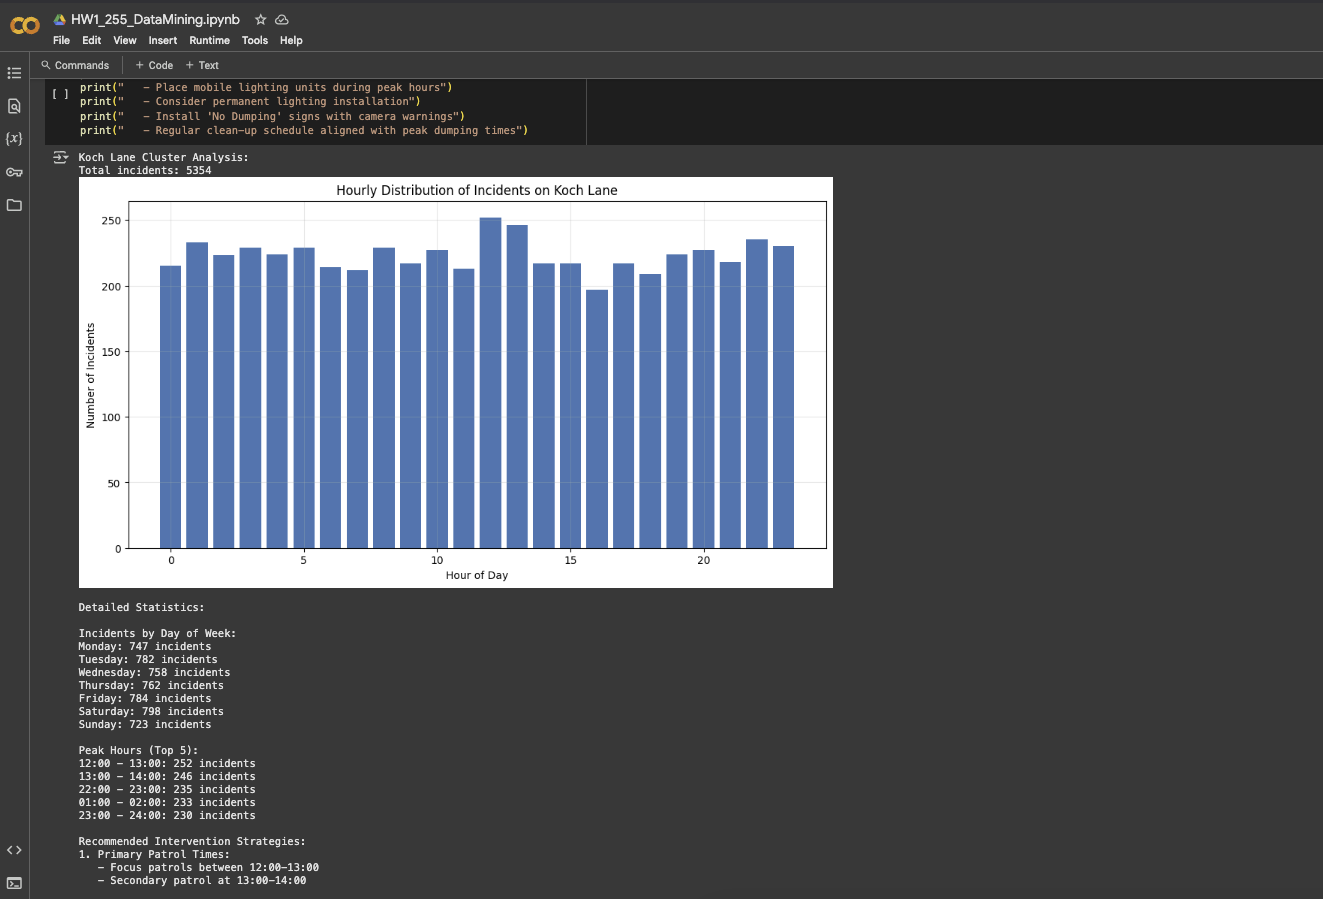 HW1_255_DataMining.ipynb
File Edit View Insert Runtime Tools Help
Commands + Code + Text
[ ] print("   – Place mobile lighting units during peak hours")
print("   – Consider permanent lighting installation")
print("   – Install 'No Dumping' signs with camera warnings")
print("   – Regular clean-up schedule aligned with peak dumping times")
Koch Lane Cluster Analysis:
Total incidents: 5354
Hourly Distribution of Incidents on Koch Lane
Number of Incidents
250
200
150
100
50
0
0 5 10 15 20
Hour of Day
Detailed Statistics:
Incidents by Day of Week:
Monday: 747 incidents
Tuesday: 782 incidents
Wednesday: 758 incidents
Thursday: 762 incidents
Friday: 784 incidents
Saturday: 798 incidents
Sunday: 723 incidents
Peak Hours (Top 5):
12:00 – 13:00: 252 incidents
13:00 – 14:00: 246 incidents
22:00 – 23:00: 235 incidents
01:00 – 02:00: 233 incidents
23:00 – 24:00: 230 incidents
Recommended Intervention Strategies:
1. Primary Patrol Times:
– Focus patrols between 12:00–13:00
– Secondary patrol at 13:00–14:00